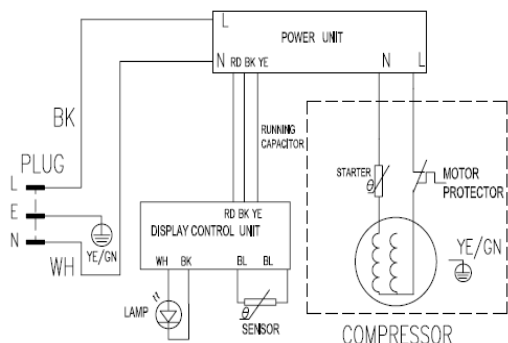 L
POWER UNIT
N RD BK YE
N L
BK
RUNNING
CAPACITOR
PLUG
L
E
N
YE/GN
WH
STARTER
θ
MOTOR
PROTECTOR
RD BK YE
DISPLAY CONTROL UNIT
WH BK BL BL
YE/GN
LAMP
θ
SENSOR
COMPRESSOR